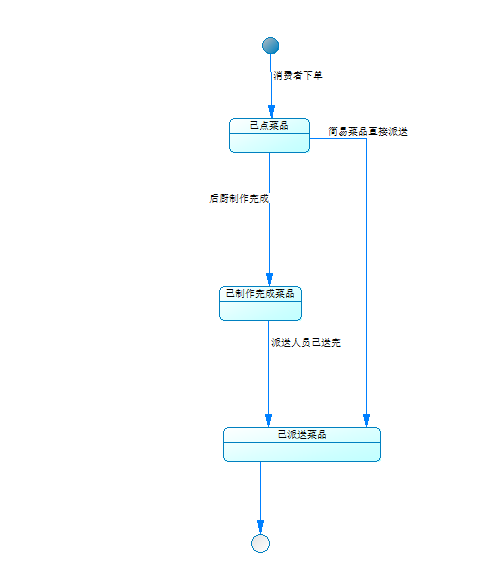 消费者下单
已点菜品
简易菜品直接派送
后厨制作完成
已制作完成菜品
派送人员已送完
已派送菜品